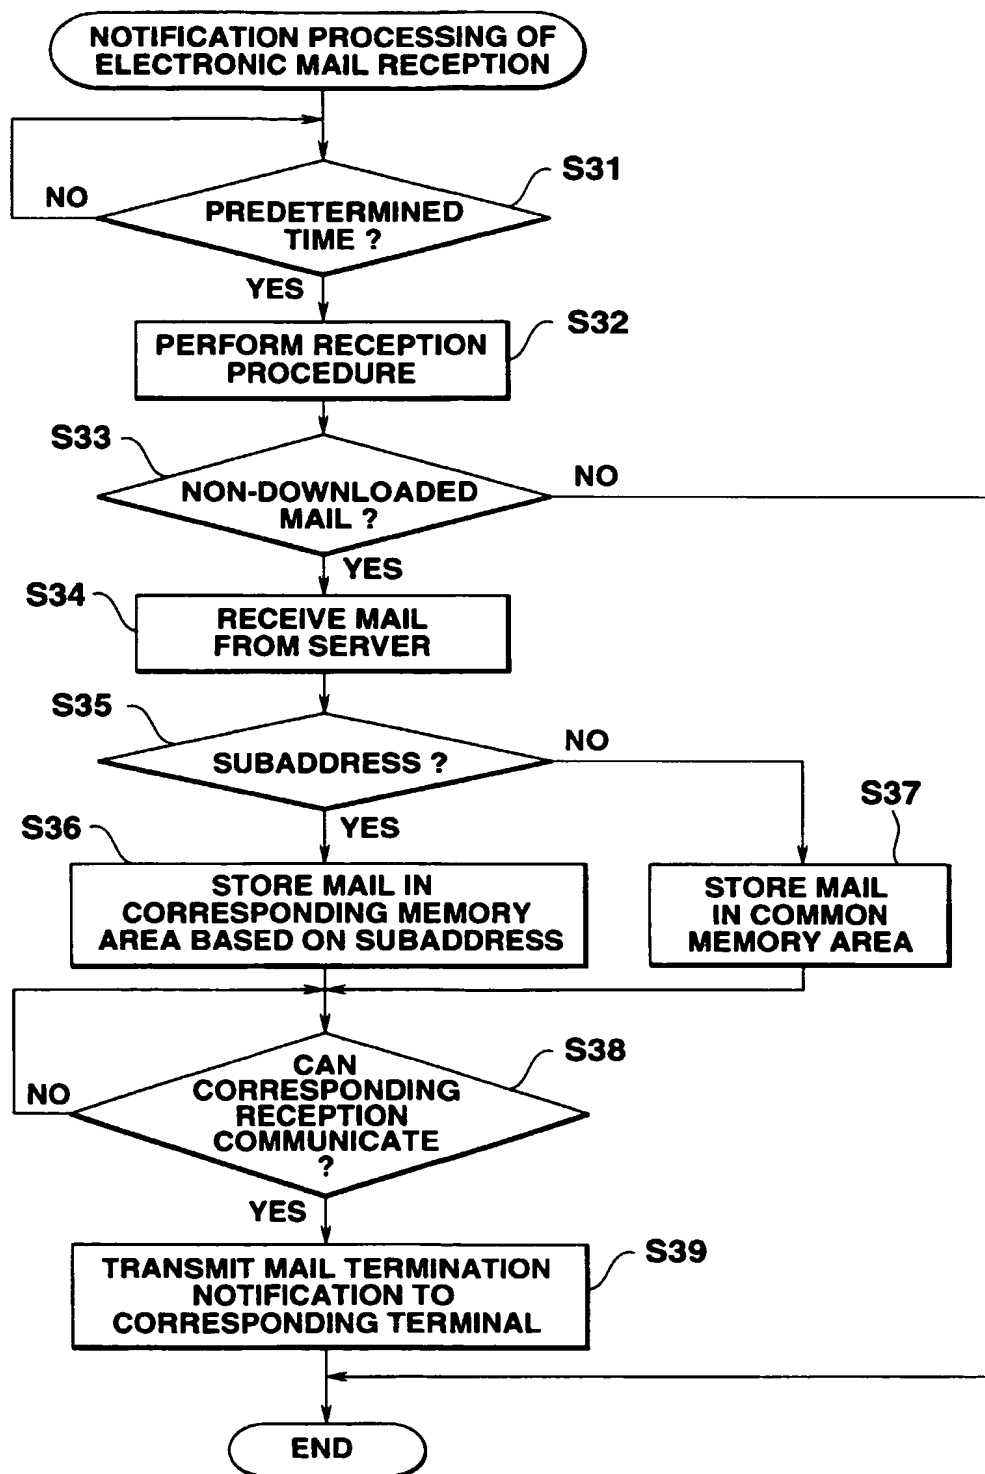 NOTIFICATION PROCESSING OF
ELECTRONIC MAIL RECEPTION
S31
NO
PREDETERMINED
TIME ?
YES
S32
PERFORM RECEPTION
PROCEDURE
S33
NO
NON-DOWNLOADED
MAIL ?
YES
S34
RECEIVE MAIL
FROM SERVER
S35
NO
SUBADDRESS ?
S37
YES
S36
STORE MAIL IN
CORRESPONDING MEMORY
AREA BASED ON SUBADDRESS
STORE MAIL
IN COMMON
MEMORY AREA
S38
NO
CAN
CORRESPONDING
RECEPTION
COMMUNICATE
?
YES
S39
TRANSMIT MAIL TERMINATION
NOTIFICATION TO
CORRESPONDING TERMINAL
END